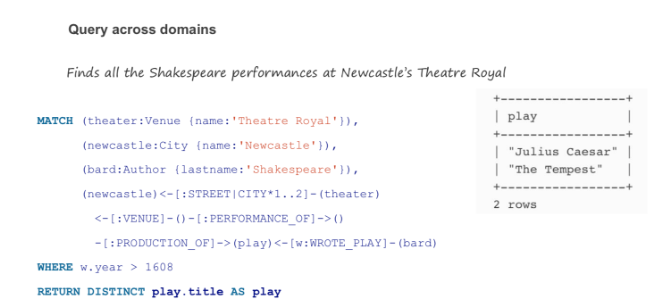 Query across domains
Finds all the Shakespeare performances at Newcastle's Theatre Royal
MATCH (theater:Venue {name:'Theatre Royal'}),
(newcastle:City {name:'Newcastle'}),
(bard:Author {lastname:'Shakespeare'}),
(newcastle)<-[:STREET|CITY*1..2]-(theater)
<-[:VENUE]-()-[:PERFORMANCE_OF]->()
-[:PRODUCTION_OF]->(play)<-[w:WROTE_PLAY]-(bard)
WHERE w.year > 1608
RETURN DISTINCT play.title AS play
+-----------------+
| play            |
+-----------------+
| "Julius Caesar" |
| "The Tempest"   |
+-----------------+
2 rows